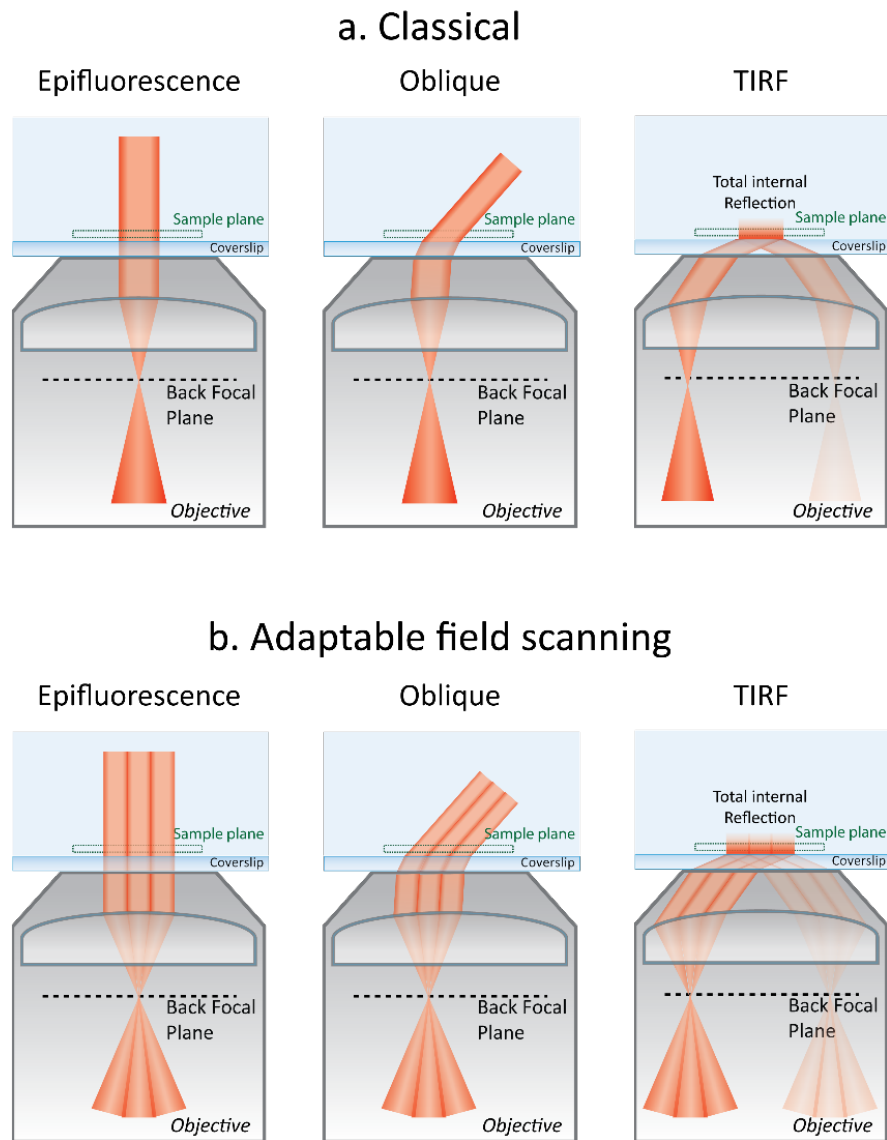 a. Classical
Epifluorescence
Oblique
TIRF
Sample plane
Coverslip
Back Focal
Plane
Objective
Sample plane
Coverslip
Back Focal
Plane
Objective
Total internal
Reflection
Sample plane
Coverslip
Back Focal
Plane
Objective
b. Adaptable field scanning
Epifluorescence
Oblique
TIRF
Sample plane
Coverslip
Back Focal
Plane
Objective
Sample plane
Coverslip
Back Focal
Plane
Objective
Total internal
Reflection
Sample plane
Coverslip
Back Focal
Plane
Objective